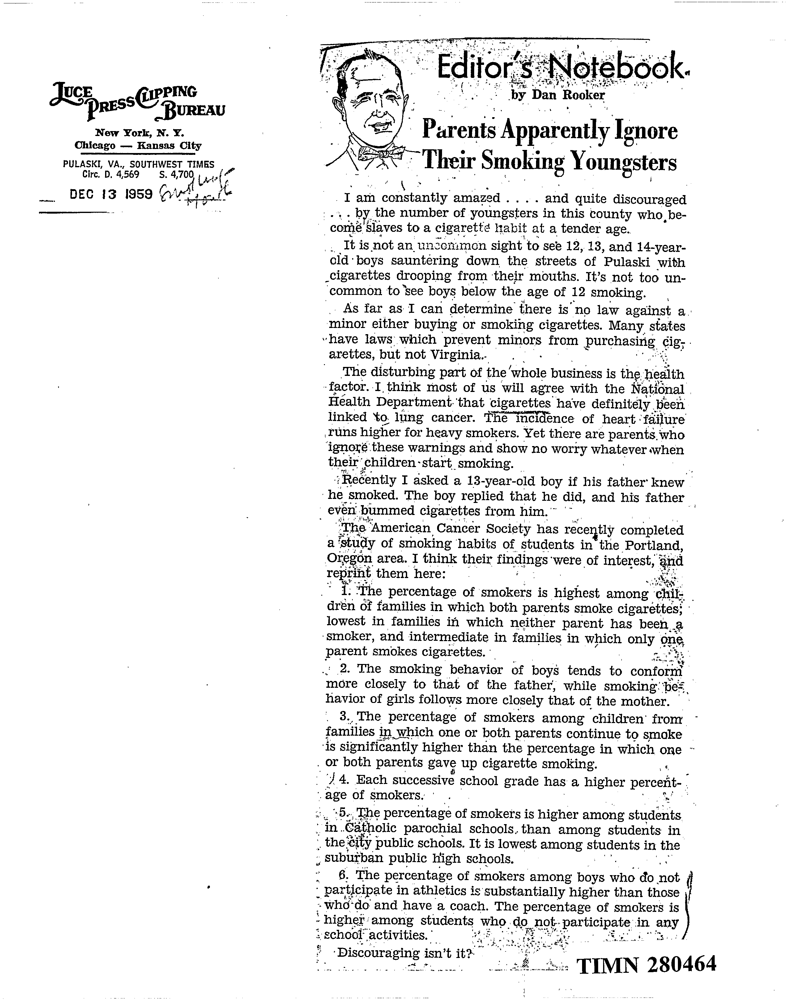 LUCE
PRESS CLIPPING
BUREAU
New York, N. Y.
Chicago — Kansas City
PULASKI, VA., SOUTHWEST TIMES
Circ. D. 4,569 S. 4,700
DEC 13 1959
Editor's Notebook
by Dan Rooker
Parents Apparently Ignore
Their Smoking Youngsters
I am constantly amazed . . . . and quite discouraged
. . . by the number of youngsters in this county who be-
come slaves to a cigarette habit at a tender age.
It is not an uncommon sight to see 12, 13, and 14-year-
old boys sauntering down the streets of Pulaski with
cigarettes drooping from their mouths. It's not too un-
common to see boys below the age of 12 smoking.
As far as I can determine there is no law against a
minor either buying or smoking cigarettes. Many states
have laws which prevent minors from purchasing cig-
arettes, but not Virginia.
The disturbing part of the whole business is the health
factor. I think most of us will agree with the National
Health Department that cigarettes have definitely been
linked to lung cancer. The incidence of heart failure
runs higher for heavy smokers. Yet there are parents who
ignore these warnings and show no worry whatever when
their children start smoking.
Recently I asked a 13-year-old boy if his father knew
he smoked. The boy replied that he did, and his father
even bummed cigarettes from him.
The American Cancer Society has recently completed
a study of smoking habits of students in the Portland,
Oregon area. I think their findings were of interest, and
reprint them here:
1. The percentage of smokers is highest among chil-
dren of families in which both parents smoke cigarettes;
lowest in families in which neither parent has been a
smoker, and intermediate in families in which only one
parent smokes cigarettes.
2. The smoking behavior of boys tends to conform
more closely to that of the father, while smoking be-
havior of girls follows more closely that of the mother.
3. The percentage of smokers among children from
families in which one or both parents continue to smoke
is significantly higher than the percentage in which one
or both parents gave up cigarette smoking.
4. Each successive school grade has a higher percent-
age of smokers.
5. The percentage of smokers is higher among students
in Catholic parochial schools than among students in
the city public schools. It is lowest among students in the
suburban public high schools.
6. The percentage of smokers among boys who do not
participate in athletics is substantially higher than those
who do and have a coach. The percentage of smokers is
higher among students who do not participate in any
school activities.
Discouraging isn't it?
TIMN 280464